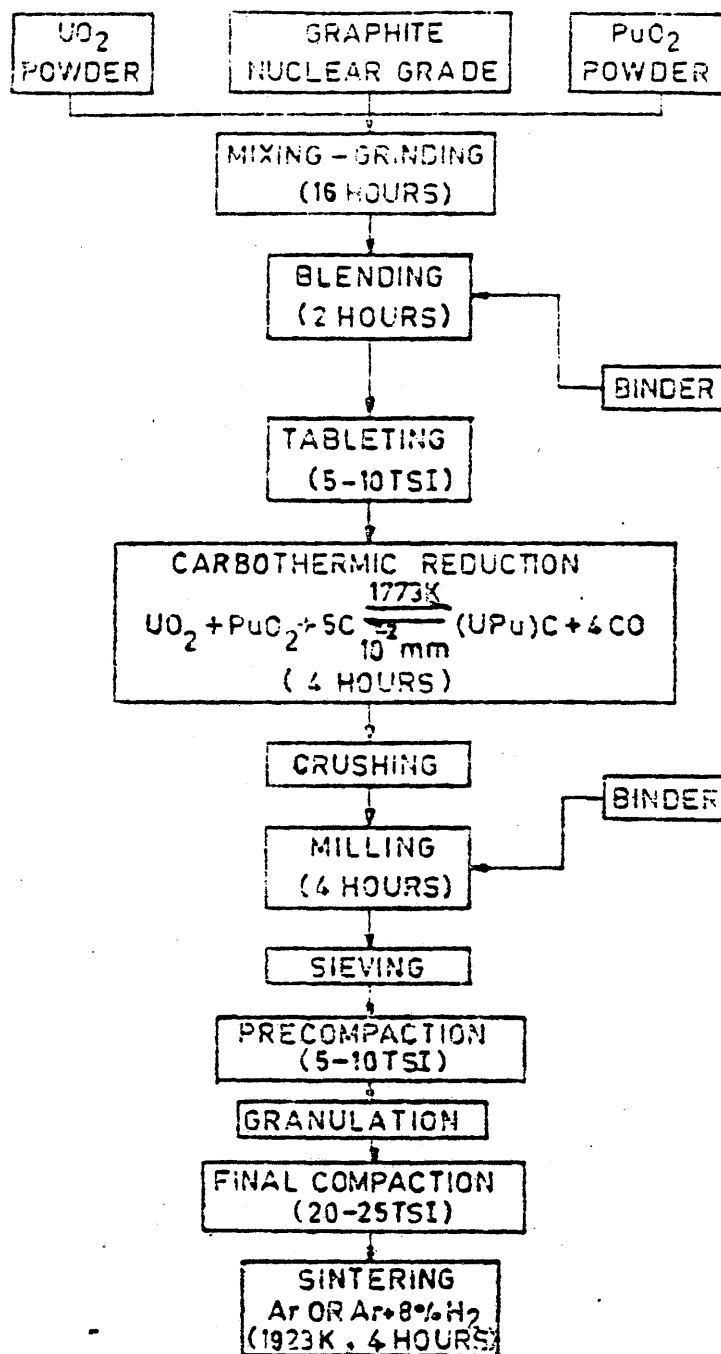 UO2 POWDER
GRAPHITE NUCLEAR GRADE
PuO2 POWDER
MIXING-GRINDING
(16 HOURS)
BLENDING
(2 HOURS)
BINDER
TABLETING
(5-10TSI)
CARBOTHERMIC REDUCTION
1773K
UO2+PuO2+5C (UPu)C+4CO
10-2 mm
(4 HOURS)
CRUSHING
BINDER
MILLING
(4 HOURS)
SIEVING
PRECOMPACTION
(5-10TSI)
GRANULATION
FINAL COMPACTION
(20-25TSI)
SINTERING
Ar OR Ar+8%H2
(1923K, 4 HOURS)